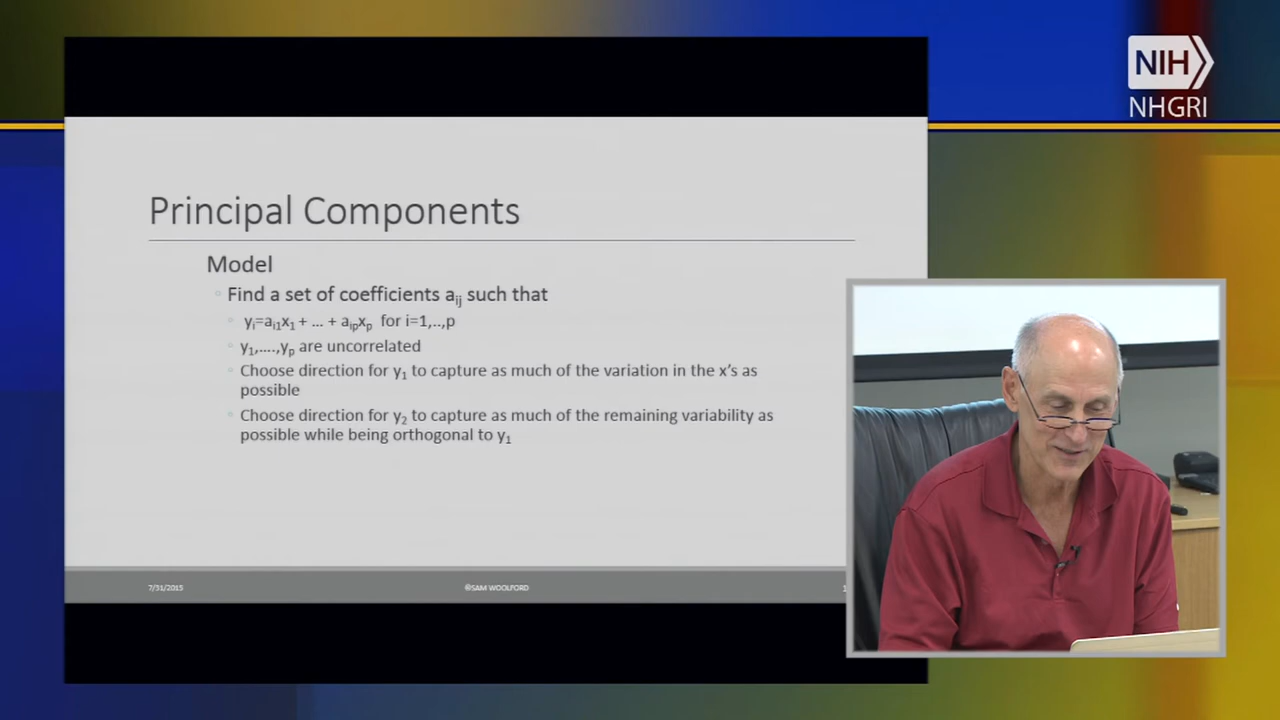 NIH
NHGRI
Principal Components
Model
Find a set of coefficients aij such that
yi=ai1x1 + … + aipxp for i=1,..,p
y1,….,yp are uncorrelated
Choose direction for y1 to capture as much of the variation in the x's as
possible
Choose direction for y2 to capture as much of the remaining variability as
possible while being orthogonal to y1
7/31/2015
©SAM WOOLFORD